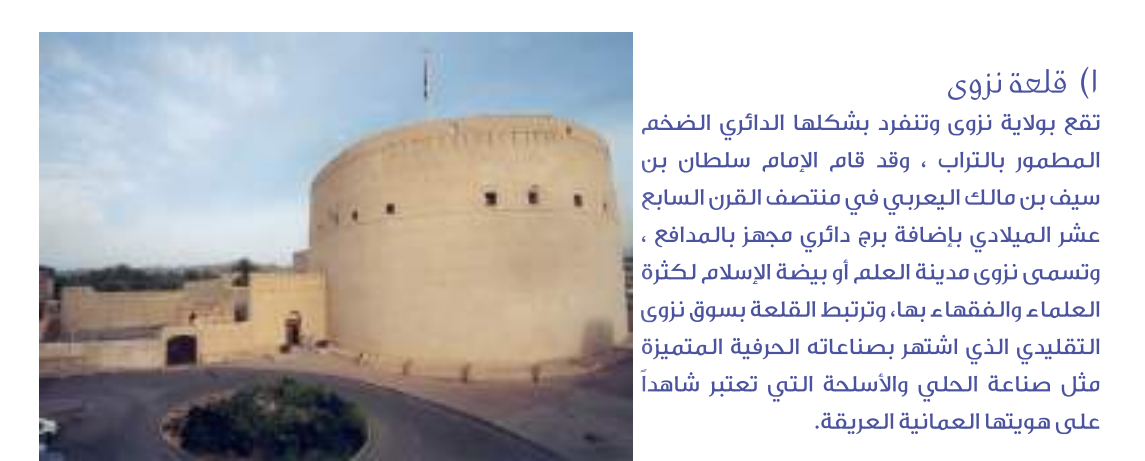 ١) قلعة نزوى
تقع بولاية نزوى وتنفرد بشكلها الدائري الضخم
المطمور بالتراب ، وقد قام الإمام سلطان بن
سيف بن مالك اليعربي في منتصف القرن السابع
عشر الميلادي بإضافة برج دائري مجهز بالمدافع ،
وتسمى نزوى مدينة العلم أو بيضة الإسلام لكثرة
العلماء والفقهاء بها، وترتبط القلعة بسوق نزوى
التقليدي الذي اشتهر بصناعاته الحرفية المتميزة
مثل صناعة الحلي والأسلحة التي تعتبر شاهداً
على هويتها العمانية العريقة.